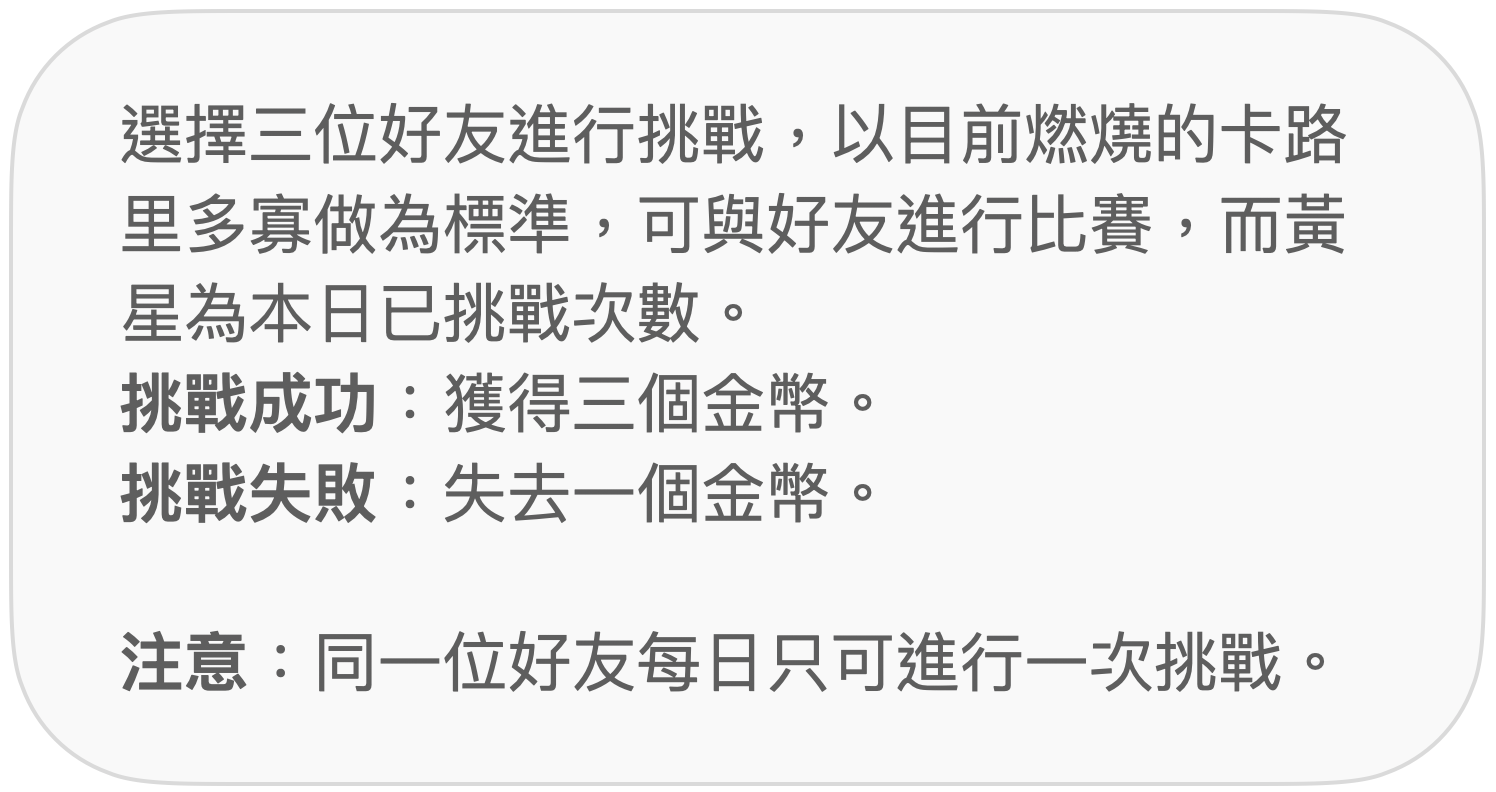 選擇三位好友進行挑戰，以目前燃燒的卡路
里多寡做為標準，可與好友進行比賽，而黃
星為本日已挑戰次數。
挑戰成功：獲得三個金幣。
挑戰失敗：失去一個金幣。
注意：同一位好友每日只可進行一次挑戰。